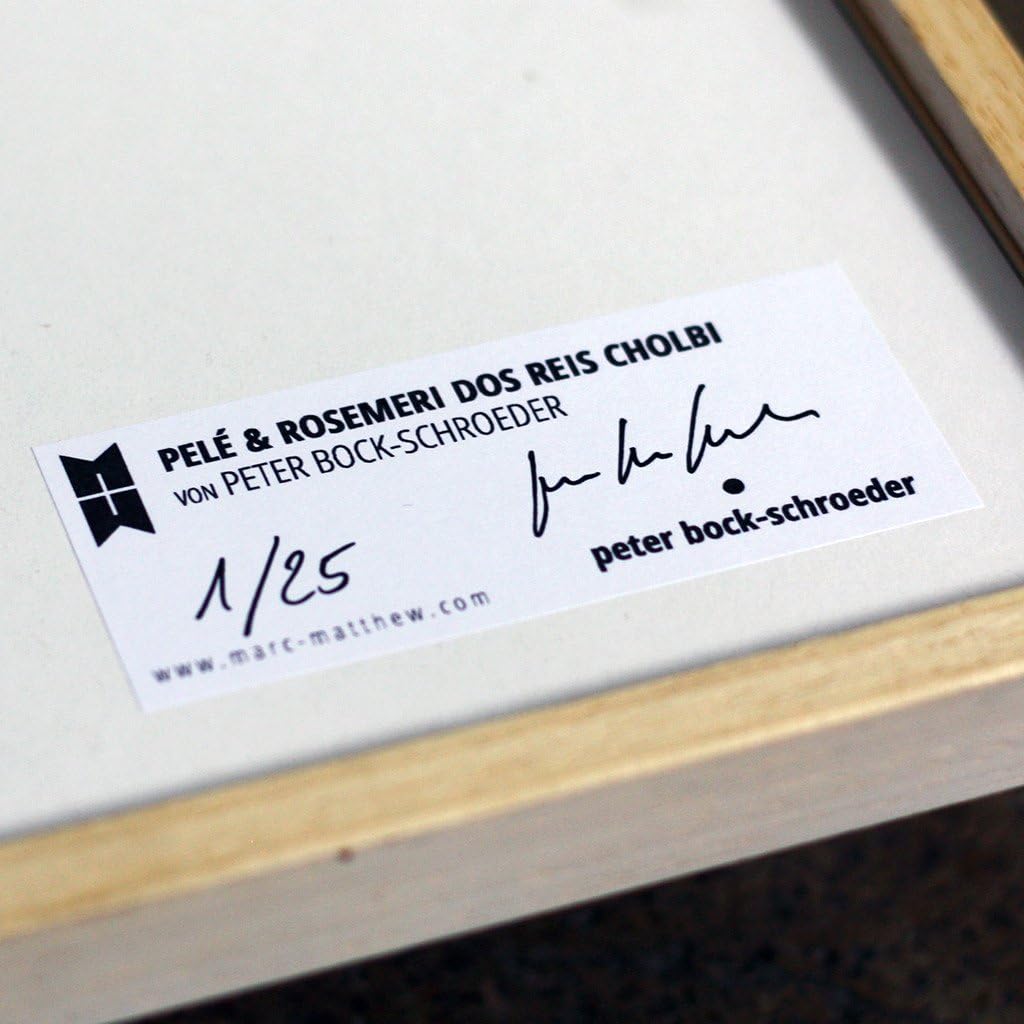 PELÉ & ROSEMERI DOS REIS CHOLBI
VON PETER BOCK-SCHROEDER
1/25
peter bock-schroeder
www.marc-matthew.com